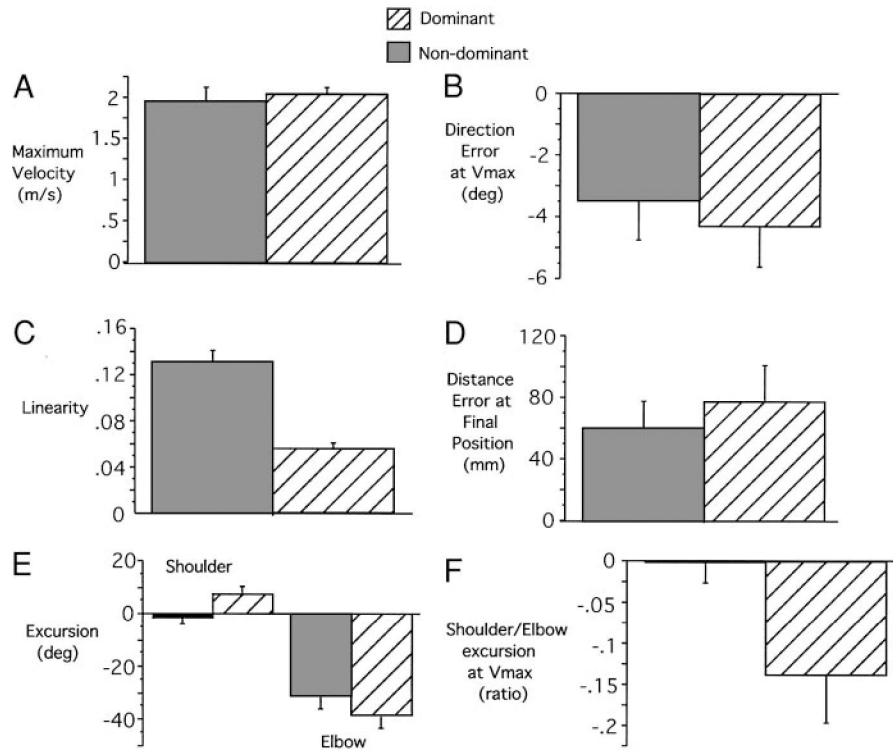 Dominant
Non-dominant
A
Maximum
Velocity
(m/s)
2
1.5
1
.5
0
B
Direction
Error
at Vmax
(deg)
0
-2
-4
-6
C
Linearity
.16
.12
.08
.04
0
D
Distance
Error at
Final
Position
(mm)
120
80
40
0
E
Excursion
(deg)
20
0
-20
-40
Shoulder
Elbow
F
Shoulder/Elbow
excursion
at Vmax
(ratio)
0
-.05
-.1
-.15
-.2